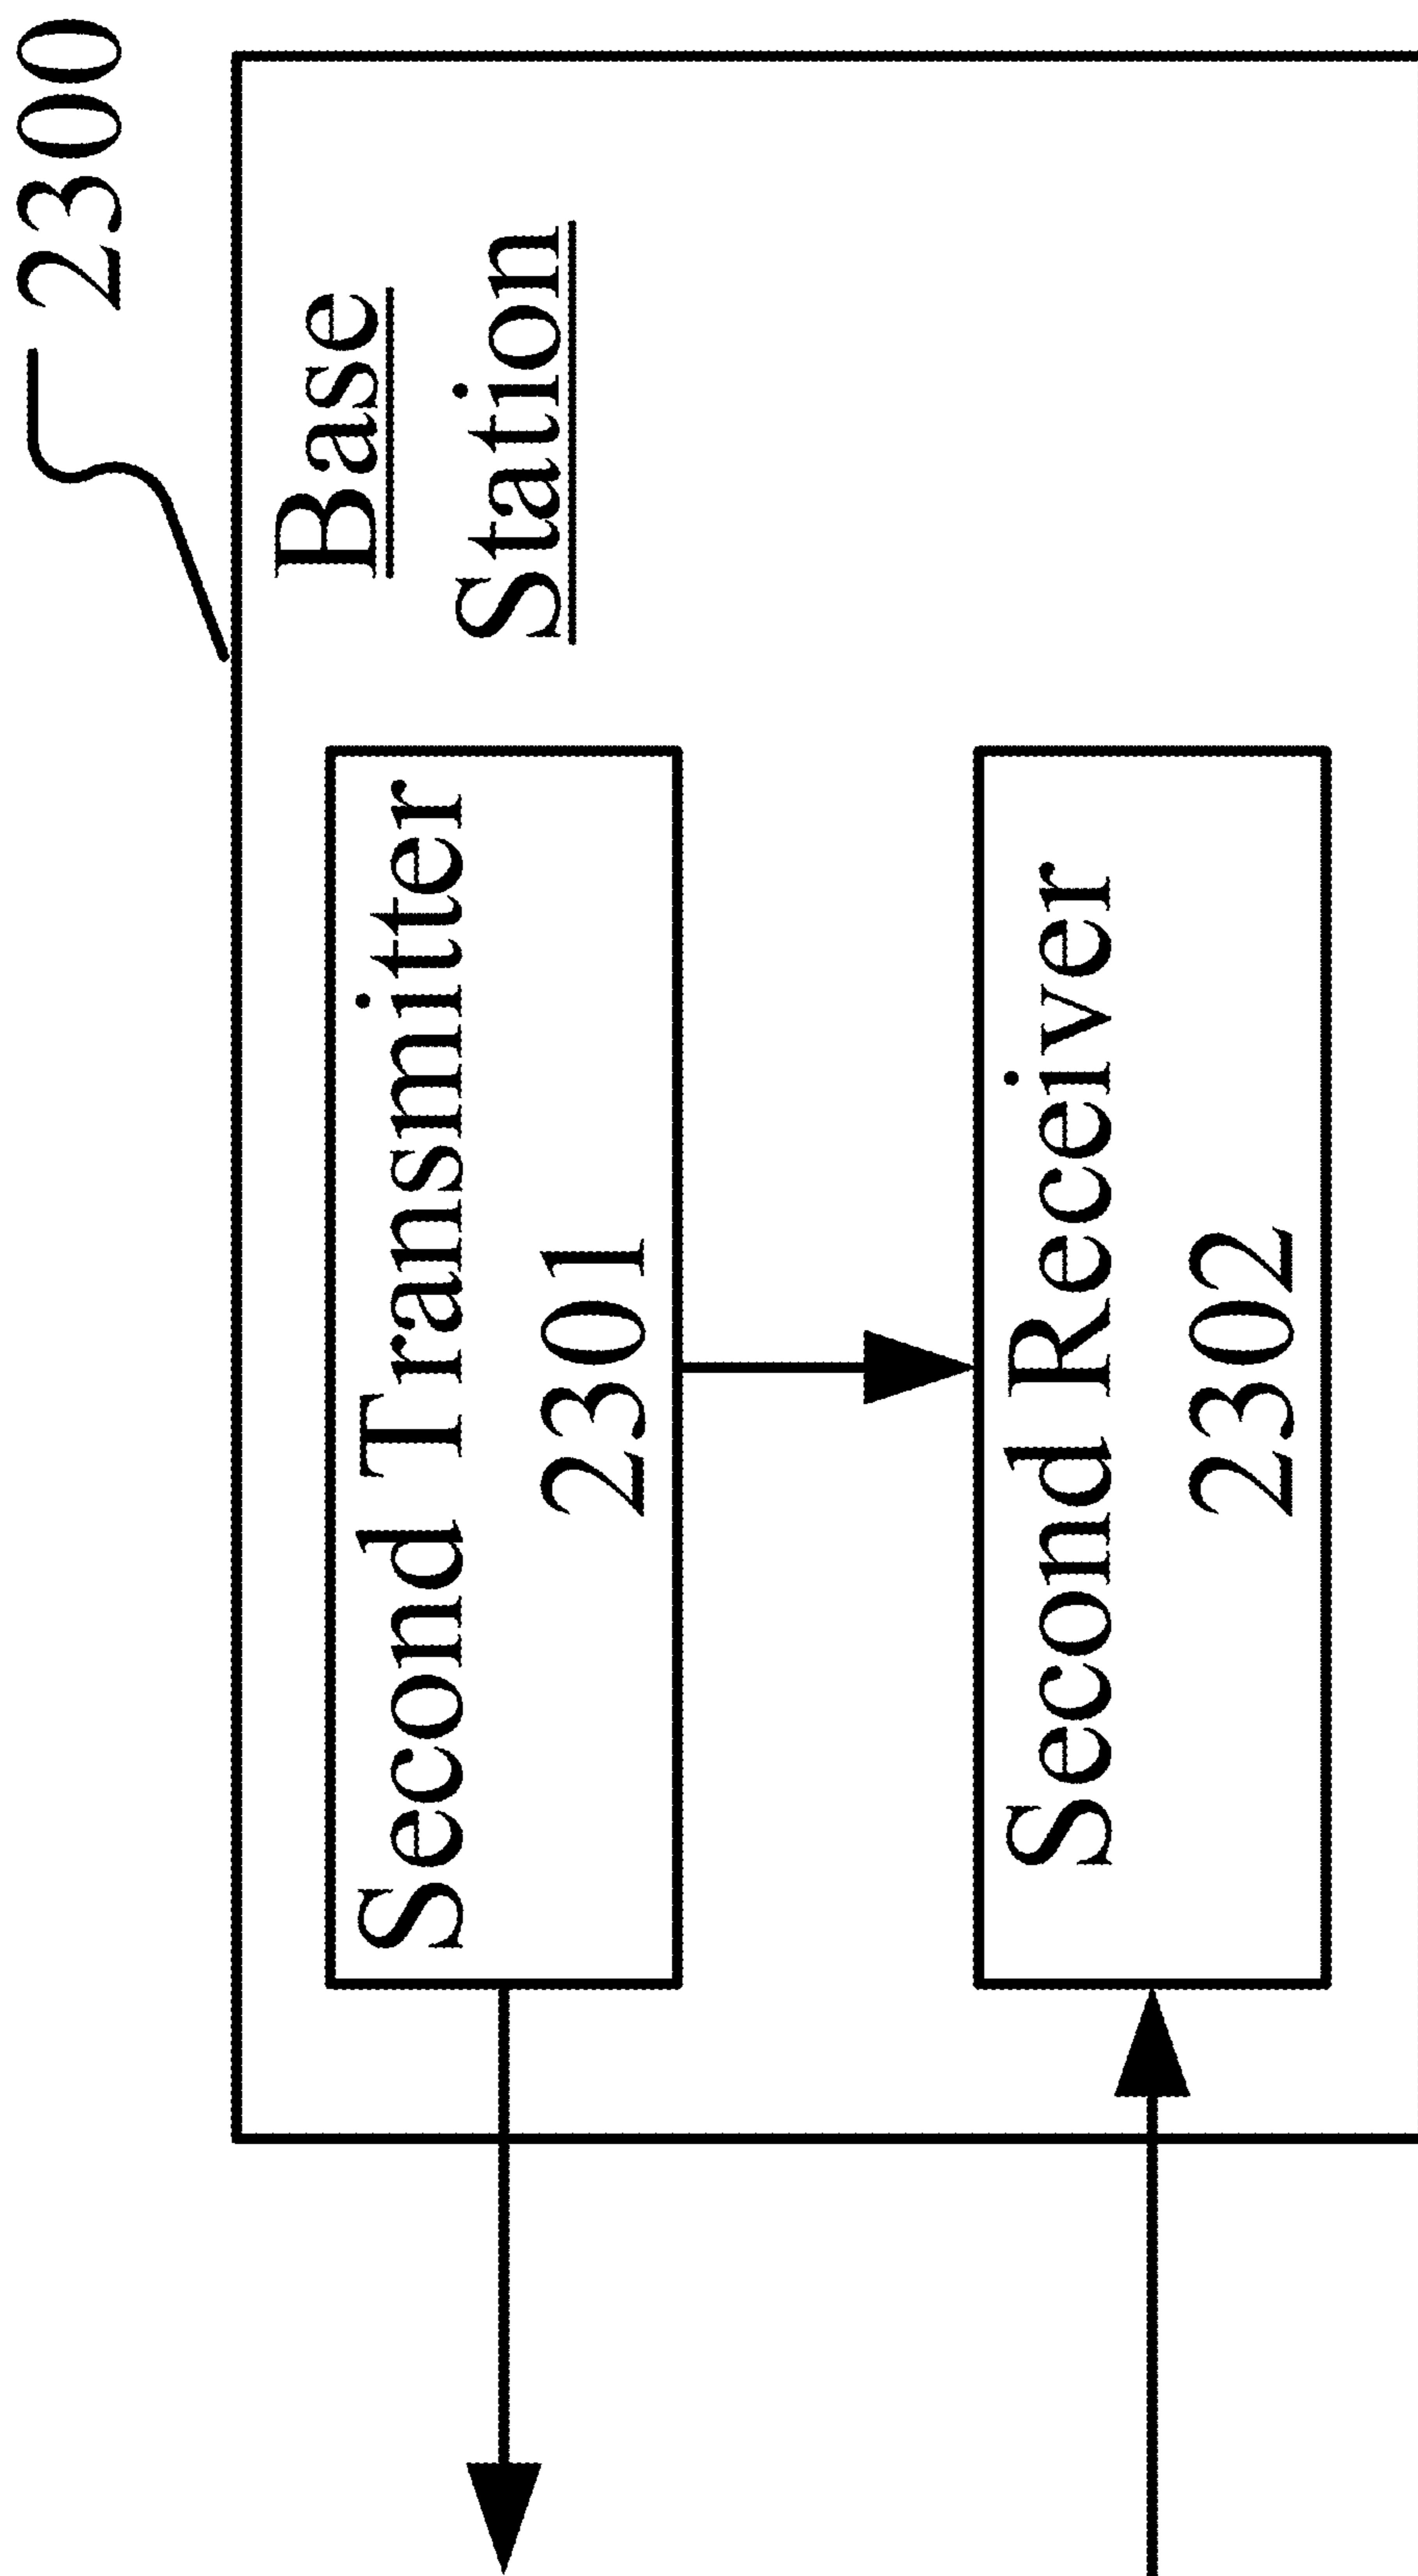 2300
Base
Station
Second Transmitter
2301
Second Receiver
2302